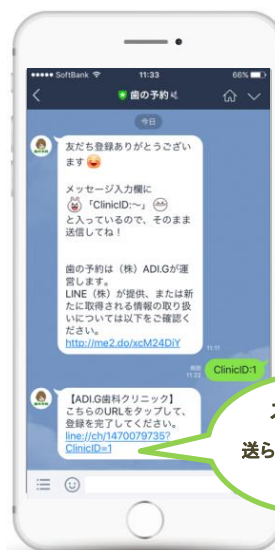 SoftBank
11:33
66%
歯の予約
今日
友だち登録ありがとうござい
ます
メッセージ入力欄に
「ClinicID:～」
と入っているので、そのまま
送信してね！
歯の予約は（株）ADI.Gが運
営します。
LINE（株）が提供、または新
たに取得される情報の取り扱
いについては以下をご確認く
ださい。
http://me2.do/xcM24DiY
11:11
既読
11:22
ClinicID:1
【ADI.G歯科クリニック】
こちらのURLをタップして、
登録を完了してください。
line://ch/1470079735?
ClinicID=1
送ら